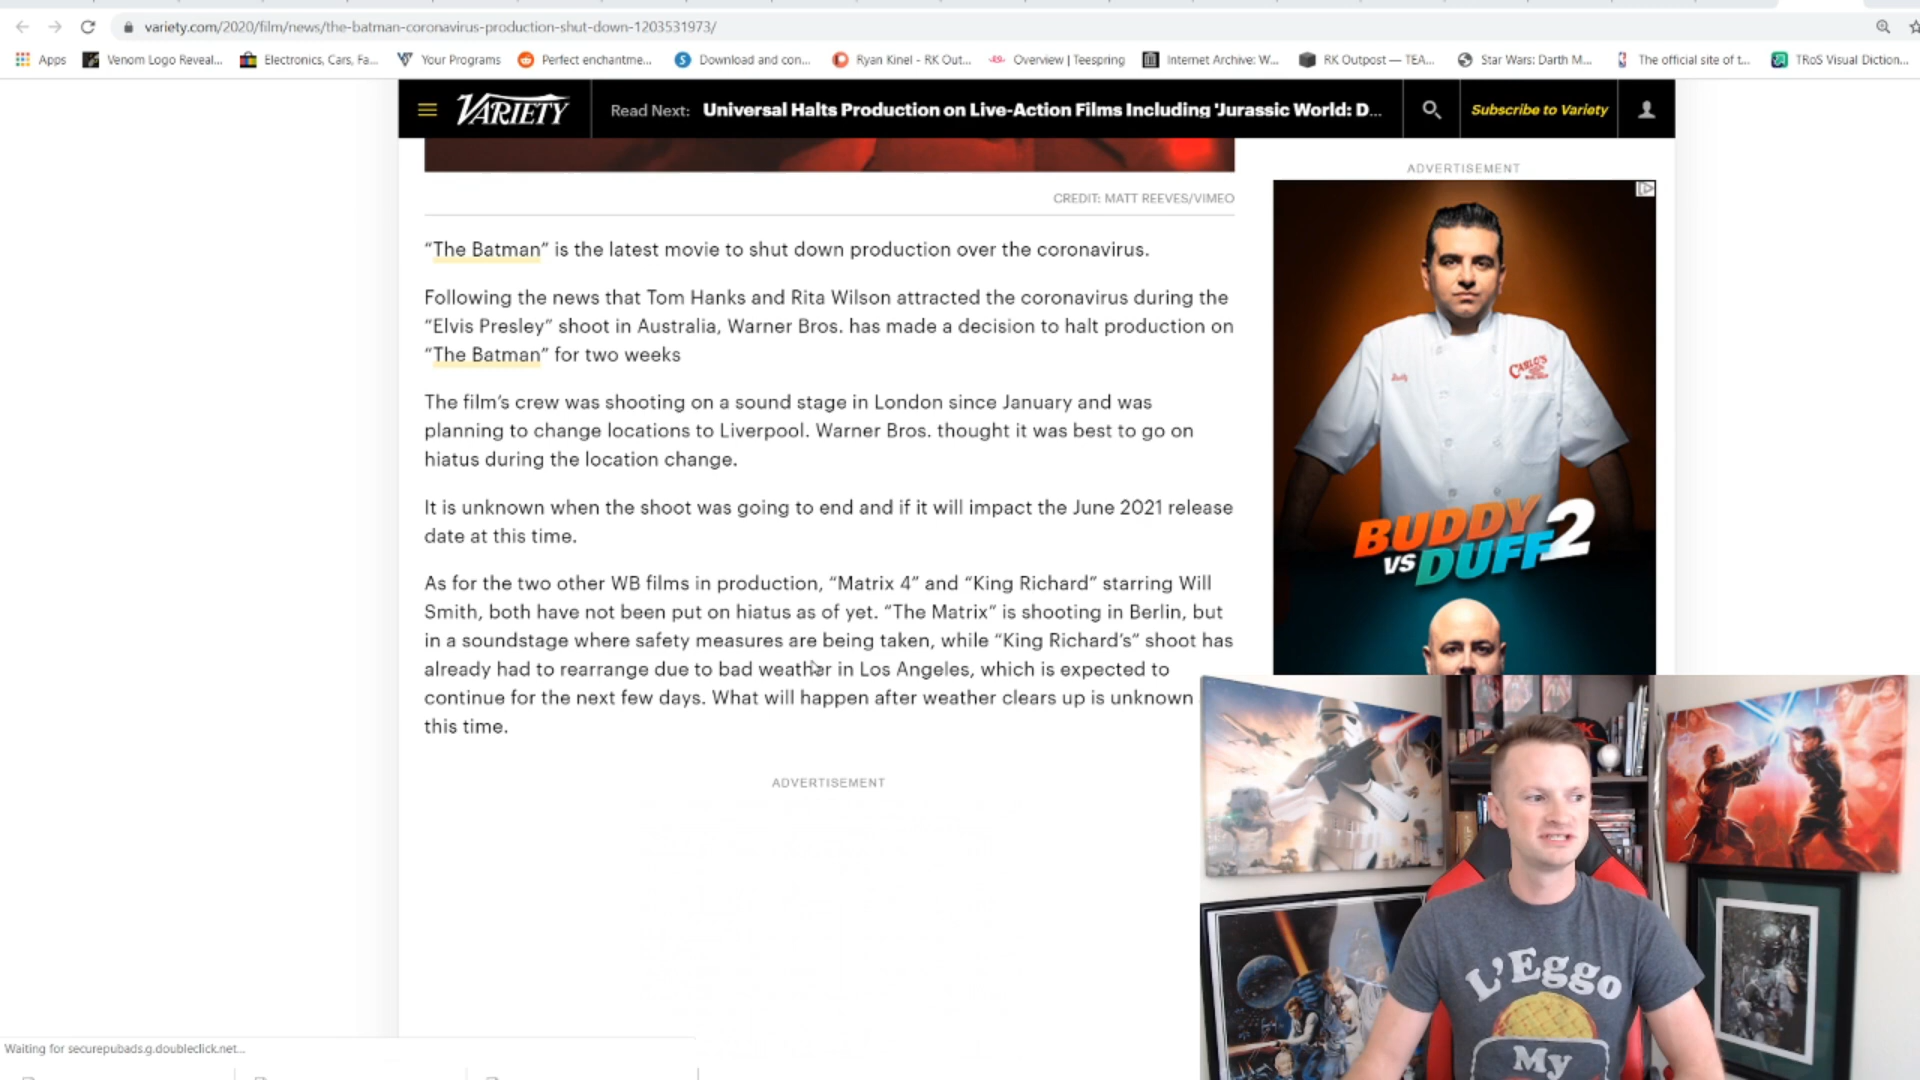 variety.com/2020/film/news/the-batman-coronavirus-production-shut-down-1203531973/
Apps Venom Logo Reveal... Electronics, Cars, Fa... Your Programs Perfect enchantme... Download and con... Ryan Kinel - RK Out... Overview | Teespring Internet Archive: W... RK Outpost — TEA... Star Wars: Darth M... The official site of t... TRoS Visual Diction...
VARIETY Read Next: Universal Halts Production on Live-Action Films Including 'Jurassic World: D... Subscribe to Variety
ADVERTISEMENT
CREDIT: MATT REEVES/VIMEO
“The Batman” is the latest movie to shut down production over the coronavirus.
Following the news that Tom Hanks and Rita Wilson attracted the coronavirus during the
“Elvis Presley” shoot in Australia, Warner Bros. has made a decision to halt production on
“The Batman” for two weeks
The film’s crew was shooting on a sound stage in London since January and was
planning to change locations to Liverpool. Warner Bros. thought it was best to go on
hiatus during the location change.
It is unknown when the shoot was going to end and if it will impact the June 2021 release
date at this time.
As for the two other WB films in production, “Matrix 4” and “King Richard” starring Will
Smith, both have not been put on hiatus as of yet. “The Matrix” is shooting in Berlin, but
in a soundstage where safety measures are being taken, while “King Richard’s” shoot has
already had to rearrange due to bad weather in Los Angeles, which is expected to
continue for the next few days. What will happen after weather clears up is unknown
this time.
ADVERTISEMENT
Buddy
CARLO'S
BUDDY
VS DUFF 2
L'Eggo
My
Waiting for securepubads.g.doubleclick.net...